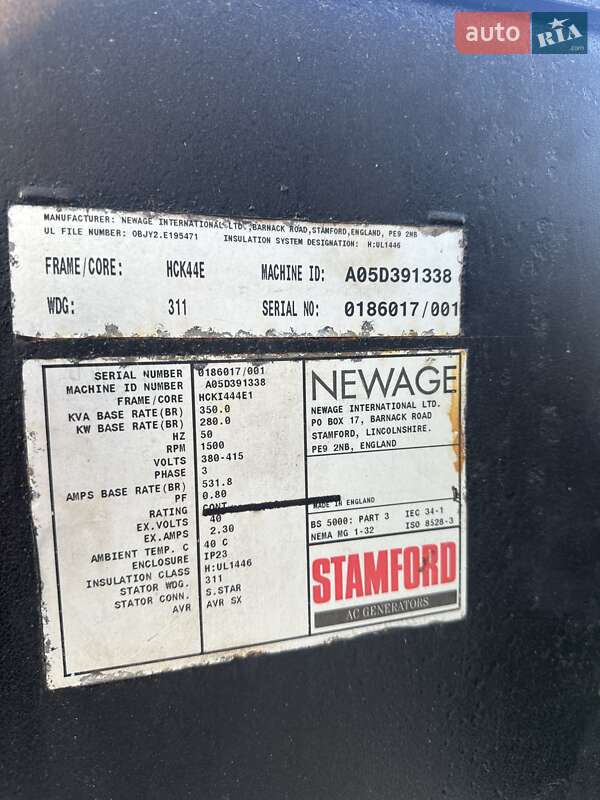 auto RIA .com
MANUFACTURER: NEWAGE INTERNATIONAL LTD., BARNACK ROAD, STAMFORD, ENGLAND, PE9 2NB
UL FILE NUMBER: OBJY2.E195471 INSULATION SYSTEM DESIGNATION: H:UL1446
FRAME/CORE: HCK44E MACHINE ID: A05D391338
WDG: 311 SERIAL NO: 0186017/001
SERIAL NUMBER 0186017/001
MACHINE ID NUMBER A05D391338
FRAME/CORE HCKI444E1
KVA BASE RATE(BR) 350.0
KW BASE RATE(BR) 280.0
HZ 50
RPM 1500
VOLTS 380-415
PHASE 3
AMPS BASE RATE(BR) 531.8
PF 0.80
RATING CONT
EX.VOLTS 40
EX.AMPS 2.30
AMBIENT TEMP. C 40 C
ENCLOSURE IP23
INSULATION CLASS H:UL1446
STATOR WDG. 311
STATOR CONN. S.STAR
AVR AVR SX
NEWAGE
NEWAGE INTERNATIONAL LTD.
PO BOX 17, BARNACK ROAD
STAMFORD, LINCOLNSHIRE.
PE9 2NB, ENGLAND
MADE IN ENGLAND
BS 5000: PART 3 IEC 34-1
NEMA MG 1-32 ISO 8528-3
STAMFORD
AC GENERATORS